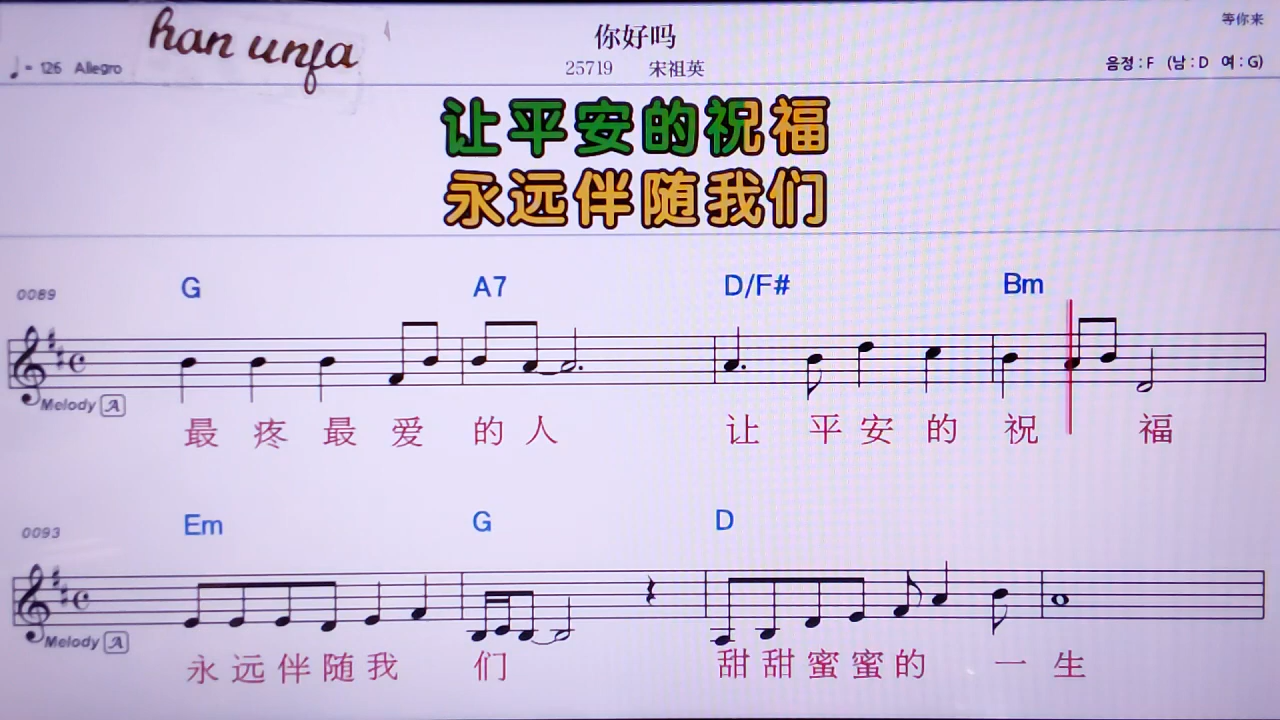 han unfa
你好吗
等你来
♩= 126 Allegro
25719 宋祖英
음정 : F (남 : D 여 : G)
让平安的祝福
永远伴随我们
0089
G A7 D/F# Bm
Melody A
最 疼 最 爱 的 人 让 平 安 的 祝 福
0093
Em G D
Melody A
永 远 伴 随 我 们 甜 甜 蜜 蜜 的 一 生